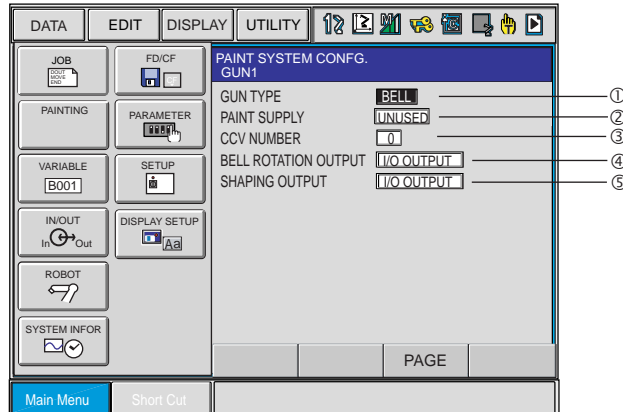 DATA EDIT DISPLAY UTILITY
JOB
DOUT
MOVE
END
FD/CF
CF
PAINTING
PARAMETER
VARIABLE
B001
SETUP
IN/OUT
In Out
DISPLAY SETUP
Aa
ROBOT
SYSTEM INFOR
PAINT SYSTEM CONFG.
GUN1
GUN TYPE BELL ①
PAINT SUPPLY UNUSED ②
CCV NUMBER 0 ③
BELL ROTATION OUTPUT I/O OUTPUT ④
SHAPING OUTPUT I/O OUTPUT ⑤
PAGE
Main Menu Short Cut